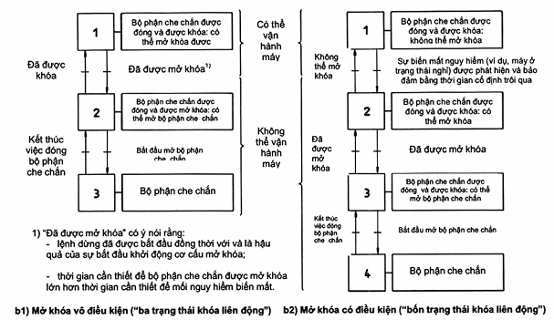 1
Bộ phận che chắn được
đóng và được khóa: có
thể mở khóa được
Có thể
vận
hành
máy
Đã được
khóa
Đã được mở khóa¹⁾
2
Bộ phận che chắn được
đóng và được mở khóa: có
thể mở bộ phận che chắn
Không
thể vận
hành
máy
Kết thúc
việc đóng
bộ phận
che chắn
Bắt đầu mở bộ phận
3
Bộ phận che chắn
1) "Đã được mở khóa" có ý nói rằng:
- lệnh dừng đã được bắt đầu đồng thời với và là hậu
quả của sự bắt đầu khởi động cơ cấu mở khóa;
- thời gian cần thiết để bộ phận che chắn được mở khóa
lớn hơn thời gian cần thiết để mối nguy hiểm biến mất.
b1) Mở khóa vô điều kiện ("ba trạng thái khóa liên động")
1
Bộ phận che chắn được
đóng và được khóa:
không thể mở khóa
Không
thể mở
khóa
Sự biến mất nguy hiểm (ví dụ, máy ở
trạng thái nghỉ) được phát hiện và bảo
đảm bằng thời gian cố định trôi qua
2
Bộ phận che chắn được
đóng và được khóa: có
thể mở khóa
Đã
được
mở khóa
Đã được mở khóa
3
Bộ phận che chắn được
đóng và được khóa: có thể
mở bộ phận che chắn
Kết thúc
việc đóng bộ
phận che chắn
Bắt đầu mở bộ phận che chắn
4
Bộ phận che chắn
b2) Mở khóa có điều kiện ("bốn trạng thái khóa liên động")